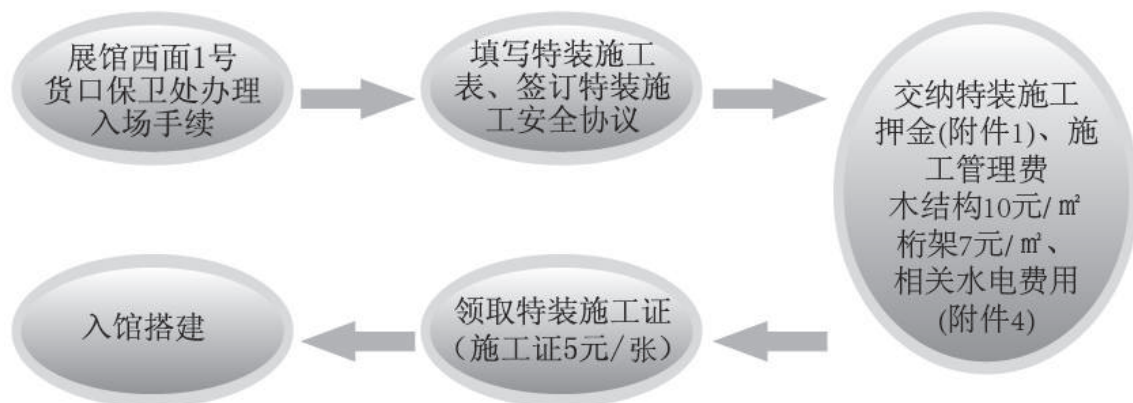 展馆西面1号
货口保卫处办理
入场手续
填写特装施工
表、签订特装施
工安全协议
交纳特装施工
押金(附件1)、施
工管理费
木结构10元/㎡
桁架7元/㎡、
相关水电费用
(附件4)
领取特装施工证
（施工证5元/张）
入馆搭建